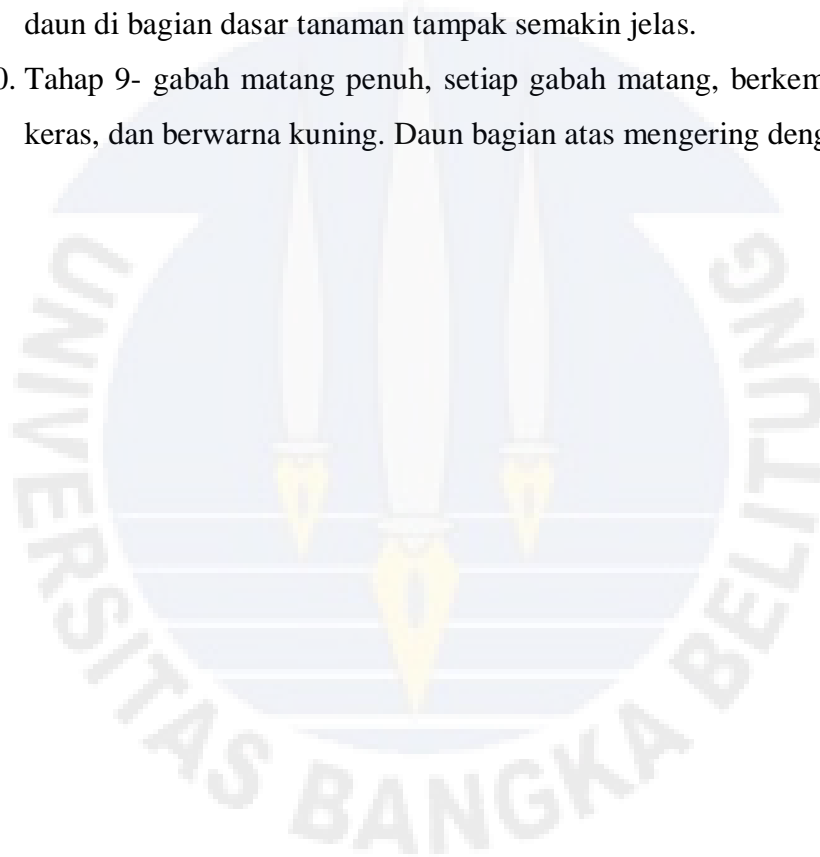 daun di bagian dasar tanaman tampak semakin jelas.
0. Tahap 9- gabah matang penuh, setiap gabah matang, berkem
keras, dan berwarna kuning. Daun bagian atas mengering deng
UNIVERSITAS BANGKA BELITUNG